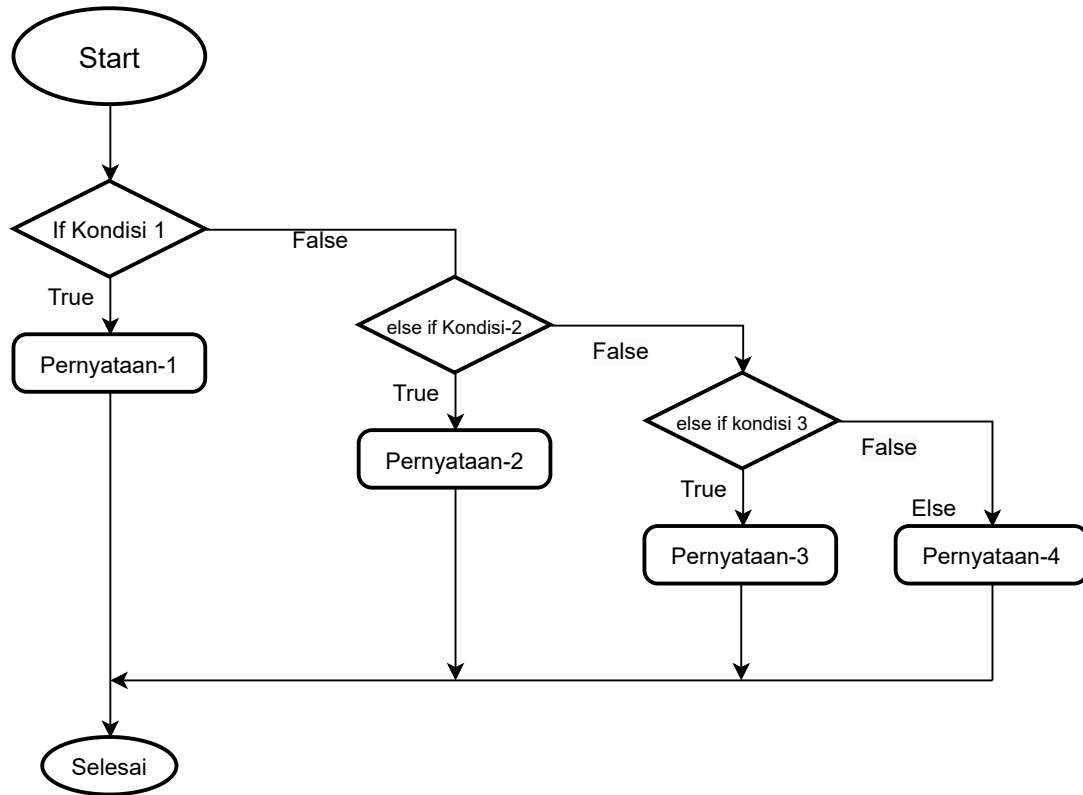 Start
If Kondisi 1
False
True
Pernyataan-1
else if Kondisi-2
False
True
Pernyataan-2
else if kondisi 3
False
True
Else
Pernyataan-3
Pernyataan-4
Selesai